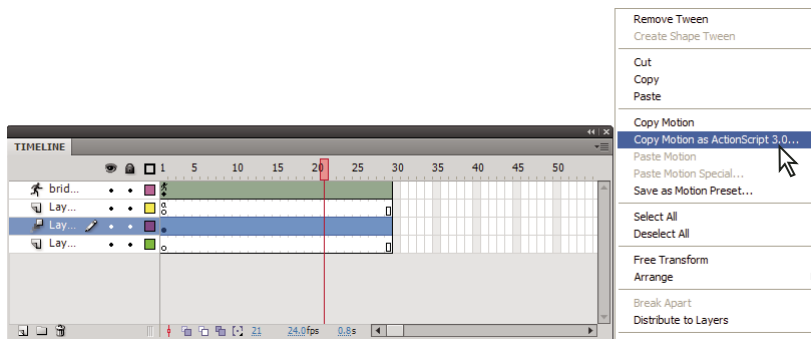 TIMELINE
1 5 10 15 20 25 30 35 40 45 50
brid...
Lay...
Lay...
Lay...
21 24.0fps 0.8s
Remove Tween
Create Shape Tween
Cut
Copy
Paste
Copy Motion
Copy Motion as ActionScript 3.0...
Paste Motion
Paste Motion Special...
Save as Motion Preset...
Select All
Deselect All
Free Transform
Arrange
Break Apart
Distribute to Layers